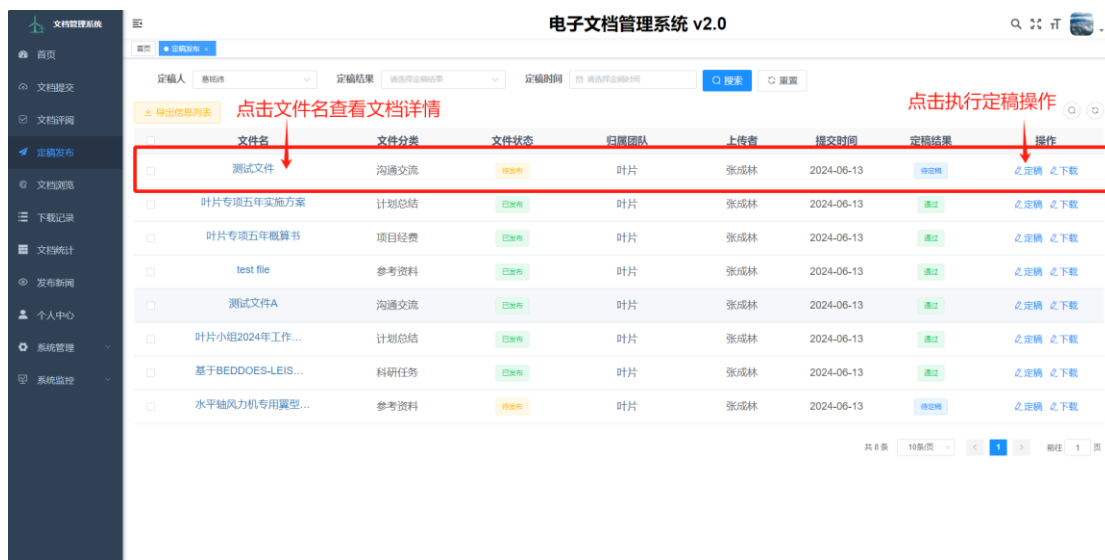 文档管理系统
电子文档管理系统 v2.0
首页
文档提交
文档评阅
定稿发布
文档浏览
下载记录
文档统计
发布新闻
个人中心
系统管理
系统监控
首页 定稿发布 ×
定稿人 定稿结果 请选择定稿结果 定稿时间 请选择定稿时间 搜索 重置
导出信息列表 点击文件名查看文档详情 点击执行定稿操作
文件名 文件分类 文件状态 归属团队 上传者 提交时间 定稿结果 操作
测试文件 沟通交流 待发布 叶片 张成林 2024-06-13 待定稿 定稿 下载
叶片专项五年实施方案 计划总结 已发布 叶片 张成林 2024-06-13 通过 定稿 下载
叶片专项五年概算书 项目经费 已发布 叶片 张成林 2024-06-13 通过 定稿 下载
test file 参考资料 已发布 叶片 张成林 2024-06-13 通过 定稿 下载
测试文件A 沟通交流 已发布 叶片 张成林 2024-06-13 通过 定稿 下载
叶片小组2024年工作... 计划总结 已发布 叶片 张成林 2024-06-13 通过 定稿 下载
基于BEDDOES-LEIS... 科研任务 已发布 叶片 张成林 2024-06-13 通过 定稿 下载
水平轴风力机专用翼型... 参考资料 待发布 叶片 张成林 2024-06-13 待定稿 定稿 下载
共 8 条 10条/页 1 前往 1 页